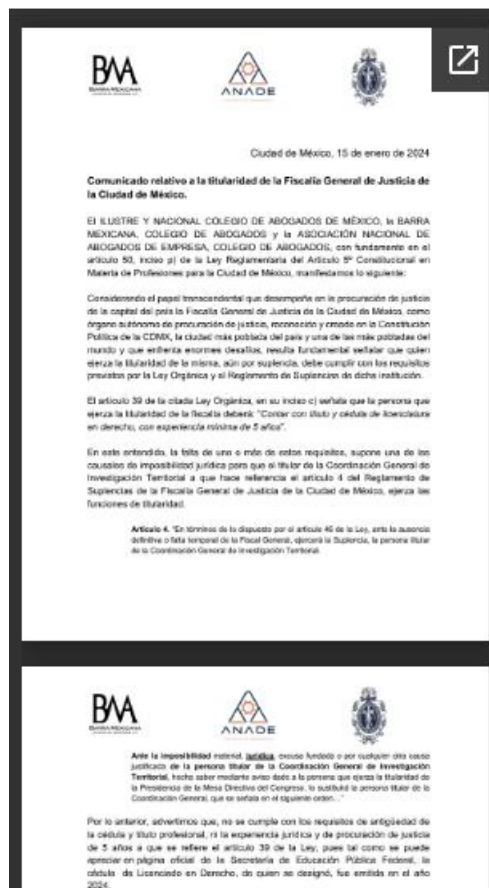 BMA
BARRA MEXICANA
ANADE
Ciudad de México, 15 de enero de 2024
Comunicado relativo a la titularidad de la Fiscalía General de Justicia de
la Ciudad de México.
El ILUSTRE Y NACIONAL COLEGIO DE ABOGADOS DE MÉXICO, la BARRA
MEXICANA, COLEGIO DE ABOGADOS y la ASOCIACIÓN NACIONAL DE
ABOGADOS DE EMPRESA, COLEGIO DE ABOGADOS, con fundamento en el
artículo 50, inciso p) de la Ley Reglamentaria del Artículo 5º Constitucional en
Materia de Profesiones para la Ciudad de México, manifestamos lo siguiente:
Considerando el papel transcendental que desempeña en la procuración de justicia
de la capital del país la Fiscalía General de Justicia de la Ciudad de México, como
órgano autónomo de procuración de justicia, reconocido y creado en la Constitución
Política de la CDMX, la ciudad más poblada del país y una de las más pobladas del
mundo y que enfrenta enormes desafíos, resulta fundamental señalar que quien
ejerza la titularidad de la misma, aún por suplencia, debe cumplir con los requisitos
previstos por la Ley Orgánica y el Reglamento de Suplencias de dicha institución.
El artículo 39 de la citada Ley Orgánica, en su inciso c) señala que la persona que
ejerza la titularidad de la fiscalía deberá: "Contar con título y cédula de licenciatura
en derecho, con experiencia mínima de 5 años".
En este entendido, la falta de uno o más de estos requisitos, supone una de las
causales de imposibilidad jurídica para que el titular de la Coordinación General de
Investigación Territorial a que hace referencia el artículo 4 del Reglamento de
Suplencias de la Fiscalía General de Justicia de la Ciudad de México, ejerza las
funciones de titularidad.
Artículo 4. "En términos de lo dispuesto por el artículo 46 de la Ley, ante la ausencia
definitiva o falta temporal de la Fiscal General, ejercerá la Suplencia, la persona titular
de la Coordinación General de Investigación Territorial.
BMA
BARRA MEXICANA
ANADE
Ante la imposibilidad material, jurídica, excusa fundada o por cualquier otra causa
justificada de la persona titular de la Coordinación General de Investigación
Territorial, hecha saber mediante aviso dado a la persona que ejerza la titularidad de
la Presidencia de la Mesa Directiva del Congreso, la sustituirá la persona titular de la
Coordinación General, que se señala en el siguiente orden..."
Por lo anterior, advertimos que, no se cumple con los requisitos de antigüedad de
la cédula y título profesional, ni la experiencia jurídica y de procuración de justicia
de 5 años a que se refiere el artículo 39 de la Ley, pues tal como se puede
apreciar en página oficial de la Secretaría de Educación Pública Federal, la
cédula de Licenciado en Derecho, de quien se designó, fue emitida en el año
2024.